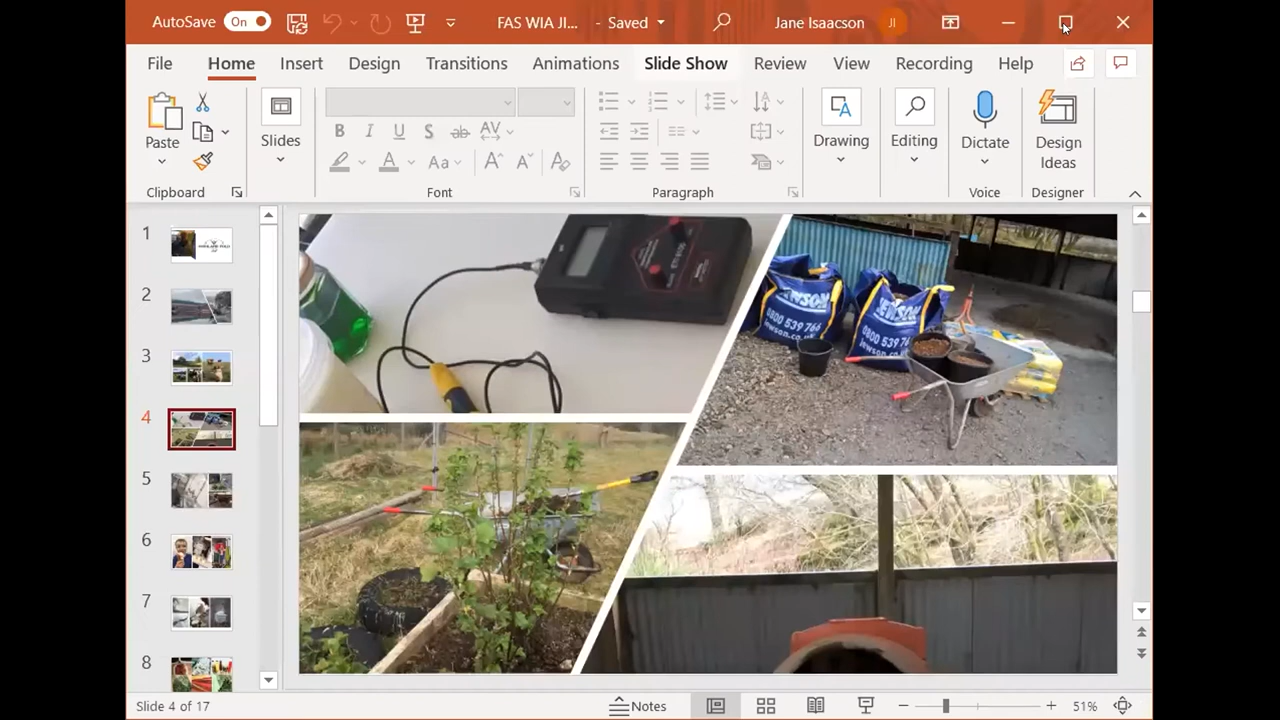 AutoSave On FAS WIA JI... - Saved Jane Isaacson JI
File Home Insert Design Transitions Animations Slide Show Review View Recording Help
Paste
Slides
B I U S ab AV
A Aa A A A
Drawing
Editing
Dictate
Design
Ideas
Clipboard Font Paragraph Voice Designer
1
2
3
4
5
6
7
8
JEWSON
0800 539 766
jewson.co.uk
JEWSON
0800 539 76
jewson.co.u
Slide 4 of 17 Notes 51%